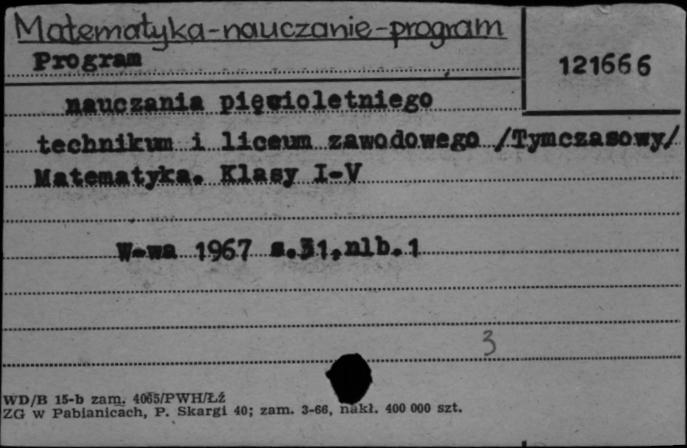 Matematyka-nauczanie-program
Program
121666
nauczania pięcioletniego
technikum i liceum zawodowego /Tymczasowy/
Matematyka. Klasy I-V
W-wa 1967 s.31,nlb.1
3
WD/B 15-b zam. 4065/PWH/ŁŹ
ZG w Pabianicach, P. Skargi 40; zam. 3-66, nakł. 400 000 szt.